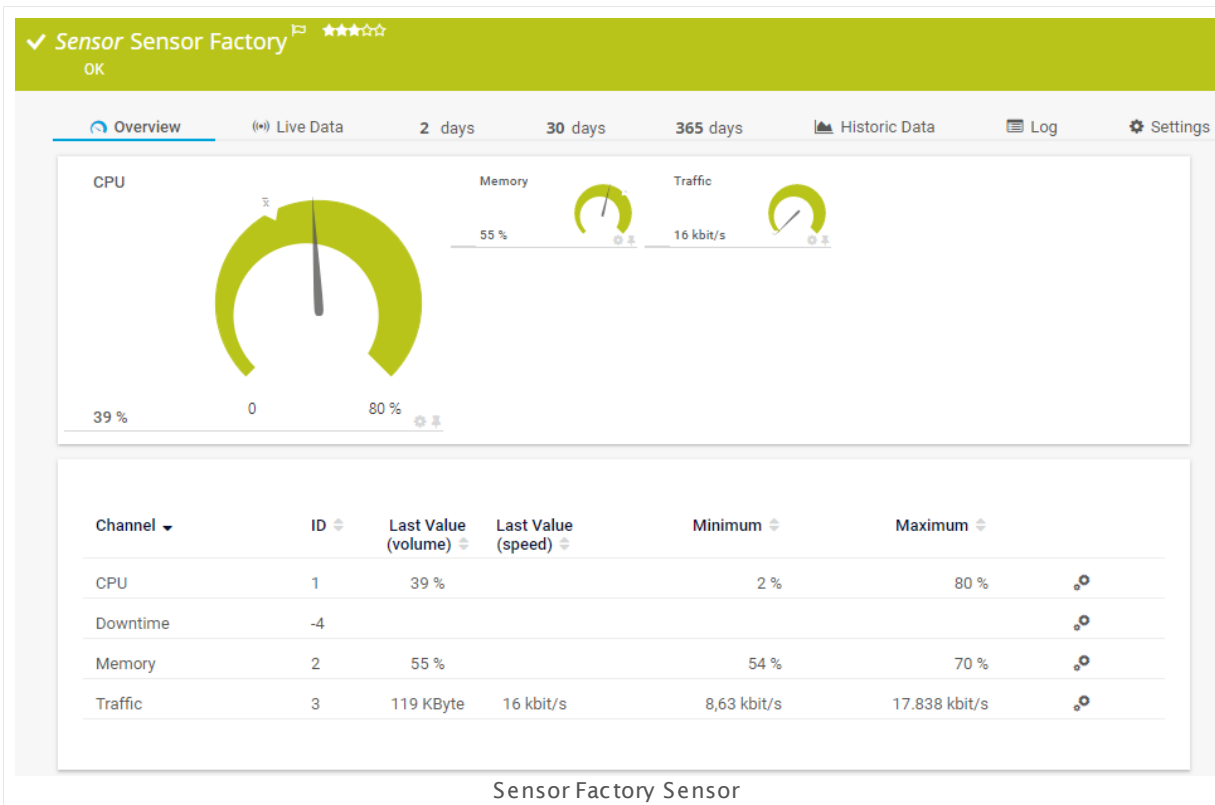 Sensor Sensor Factory
OK
Overview Live Data 2 days 30 days 365 days Historic Data Log Settings
CPU
x̄
39 %
0 80 %
Memory
55 %
Traffic
16 kbit/s
Channel ID Last Value (volume) Last Value (speed) Minimum Maximum
CPU 1 39 % 2 % 80 %
Downtime -4
Memory 2 55 % 54 % 70 %
Traffic 3 119 KByte 16 kbit/s 8,63 kbit/s 17.838 kbit/s
Sensor Factory Sensor